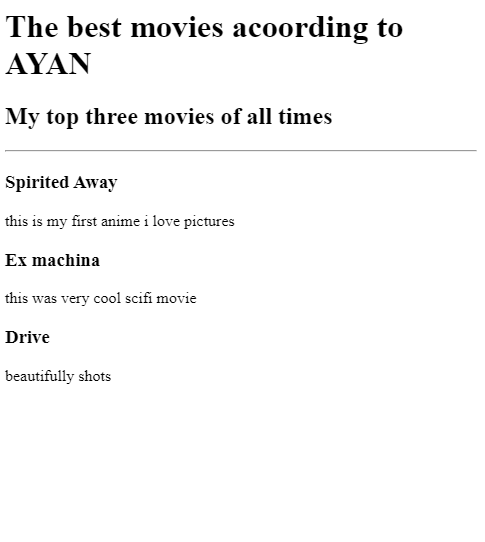 The best movies acoording to
AYAN
My top three movies of all times
Spirited Away
this is my first anime i love pictures
Ex machina
this was very cool scifi movie
Drive
beautifully shots